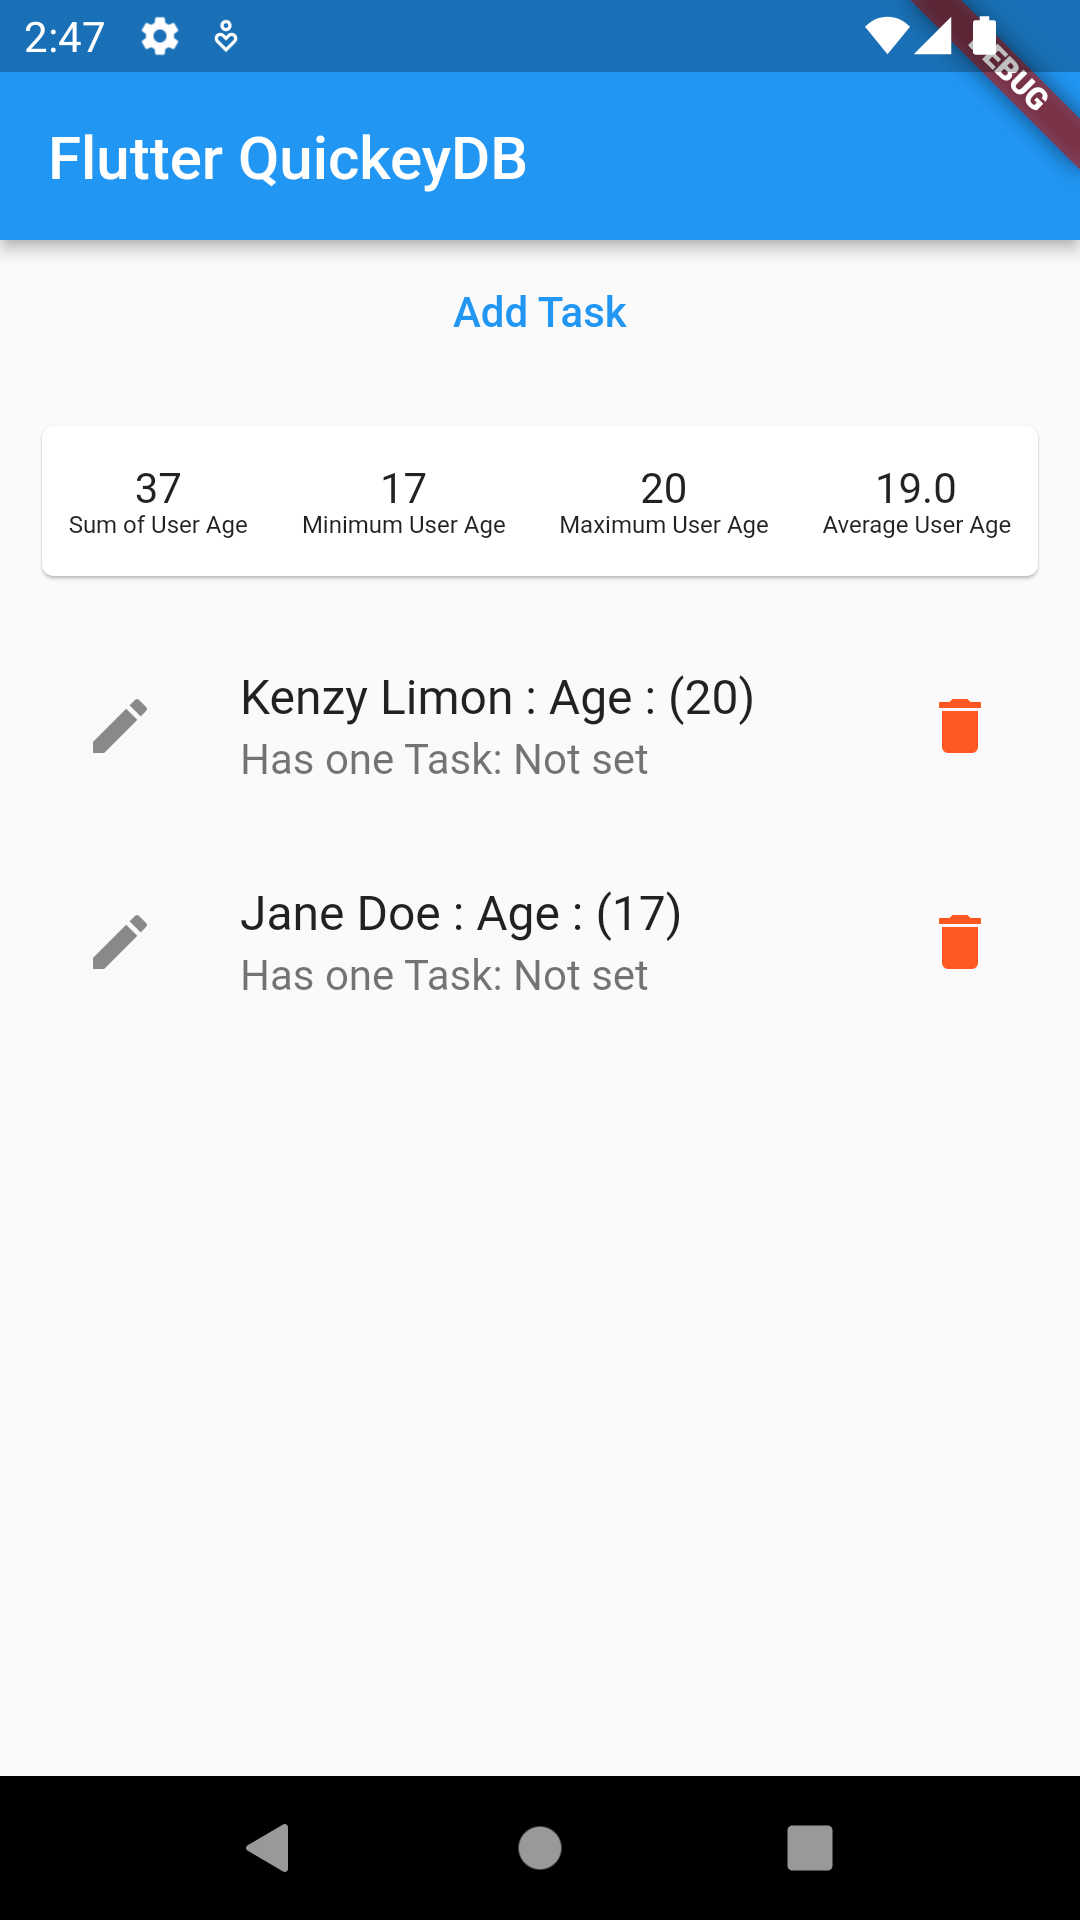 2:47
DEBUG
Flutter QuickeyDB
Add Task
37 17 20 19.0
Sum of User Age Minimum User Age Maximum User Age Average User Age
Kenzy Limon : Age : (20)
Has one Task: Not set
Jane Doe : Age : (17)
Has one Task: Not set